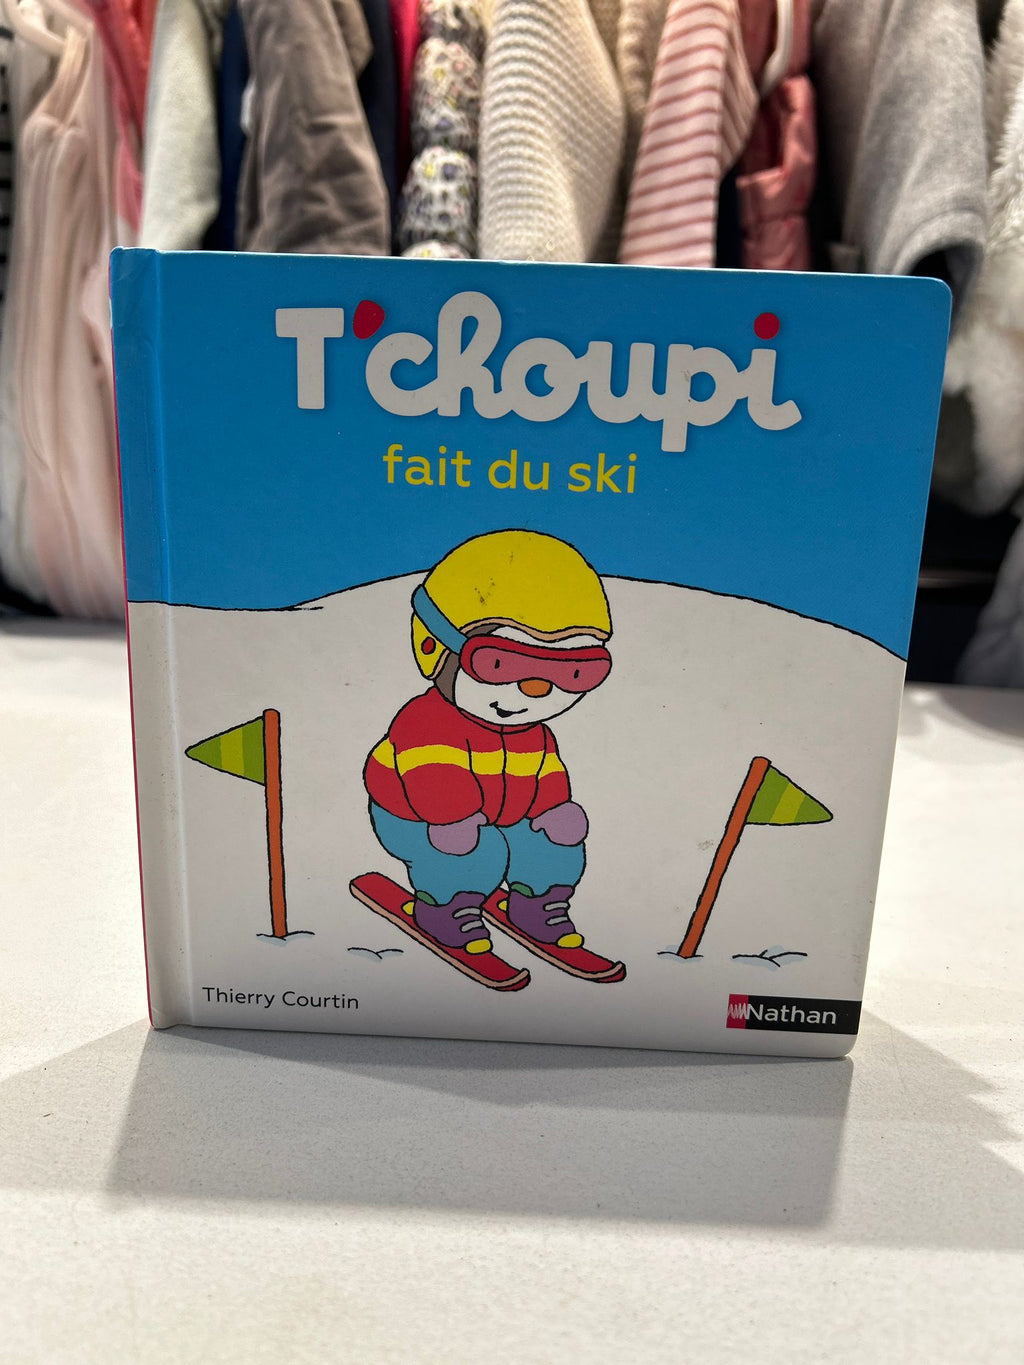 T'choupi
fait du ski
Thierry Courtin
Nathan